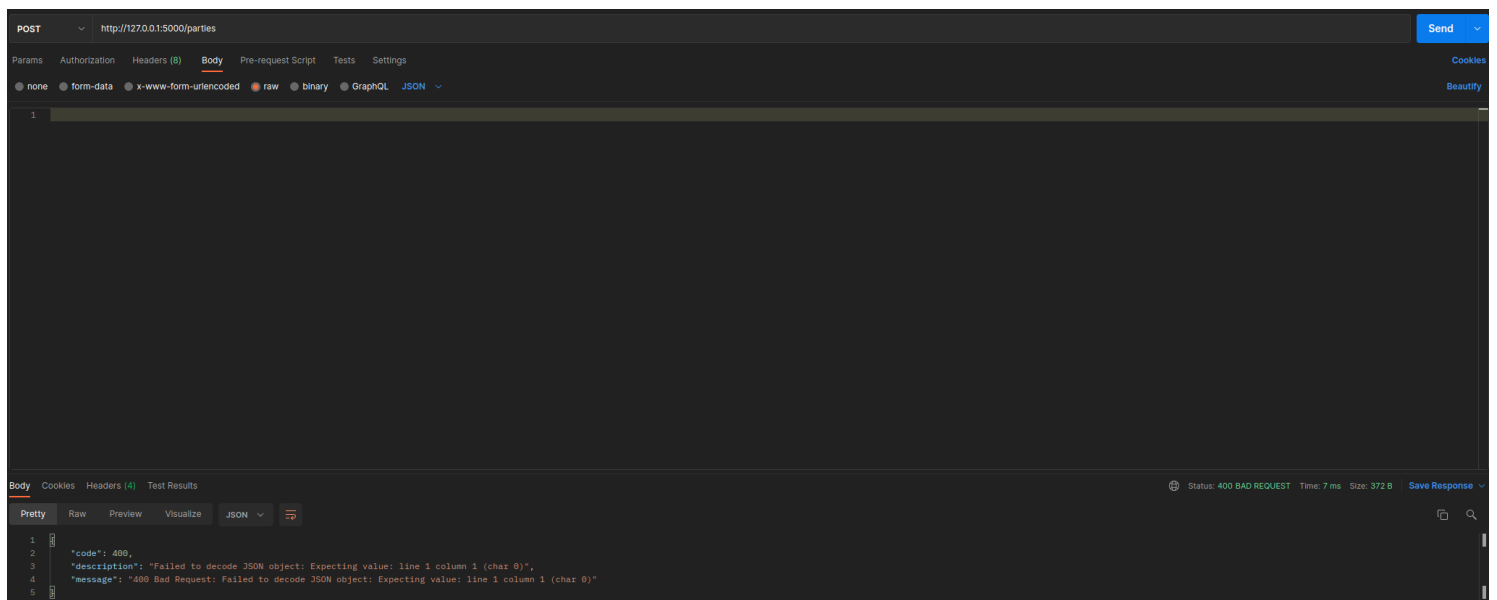 POST http://127.0.0.1:5000/parties Send
Params Authorization Headers (8) Body Pre-request Script Tests Settings Cookies
none form-data x-www-form-urlencoded raw binary GraphQL JSON Beautify
1
Body Cookies Headers (4) Test Results Status: 400 BAD REQUEST Time: 7 ms Size: 372 B Save Response
Pretty Raw Preview Visualize JSON
1 {
2 "code": 400,
3 "description": "Failed to decode JSON object: Expecting value: line 1 column 1 (char 0)",
4 "message": "400 Bad Request: Failed to decode JSON object: Expecting value: line 1 column 1 (char 0)"
5 }